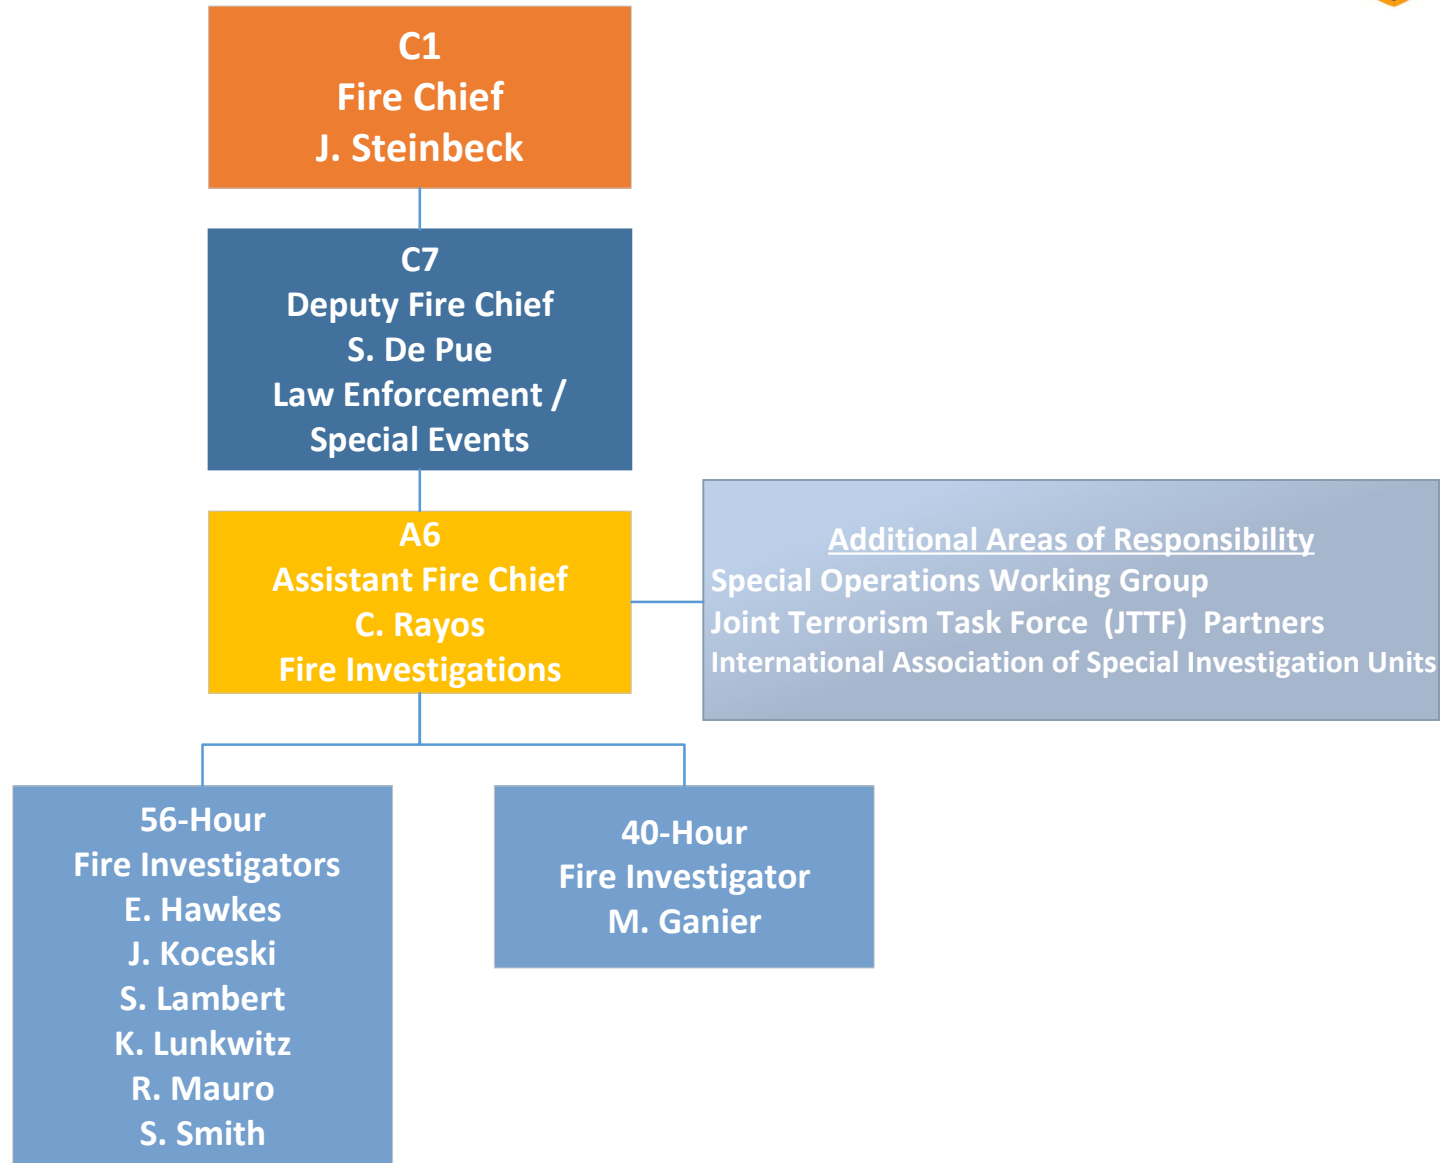 C1
Fire Chief
J. Steinbeck
C7
Deputy Fire Chief
S. De Pue
Law Enforcement /
Special Events
A6
Assistant Fire Chief
C. Rayos
Fire Investigations
Additional Areas of Responsibility
Special Operations Working Group
Joint Terrorism Task Force (JTTF) Partners
International Association of Special Investigation Units
56-Hour
Fire Investigators
E. Hawkes
J. Koceski
S. Lambert
K. Lunkwitz
R. Mauro
S. Smith
40-Hour
Fire Investigator
M. Ganier